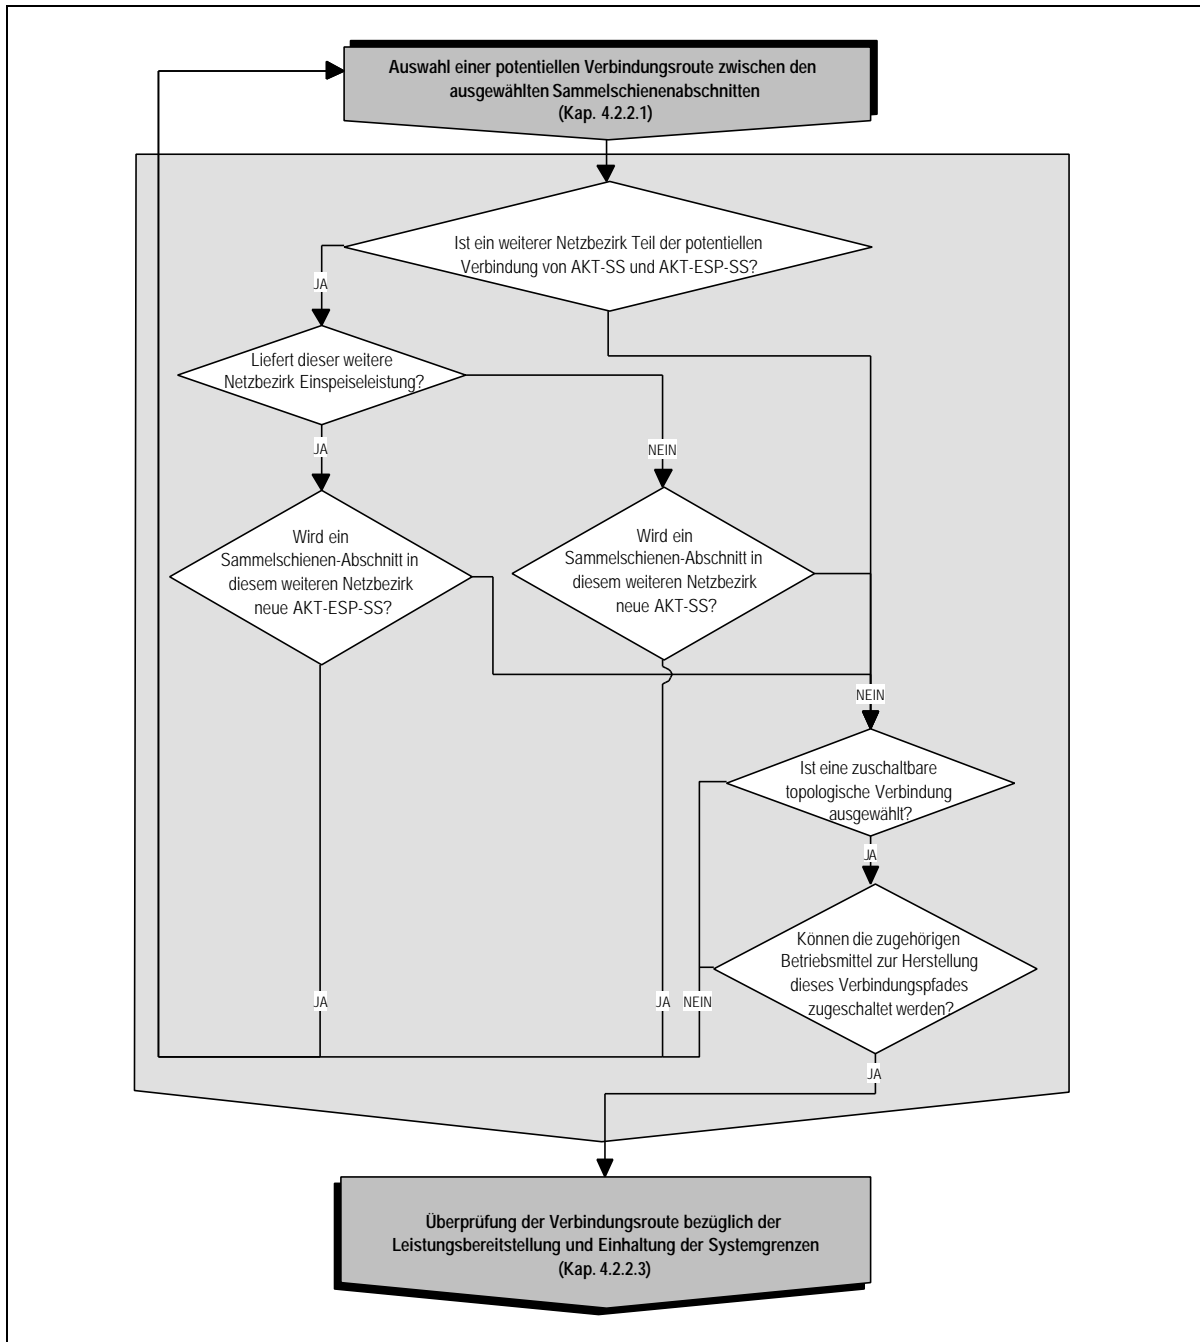 Auswahl einer potentiellen Verbindungsroute zwischen den
ausgewählten Sammelschienenabschnitten
(Kap. 4.2.2.1)
Ist ein weiterer Netzbezirk Teil der potentiellen
Verbindung von AKT-SS und AKT-ESP-SS?
JA
Liefert dieser weitere
Netzbezirk Einspeiseleistung?
JA
NEIN
Wird ein
Sammelschienen-Abschnitt in
diesem weiteren Netzbezirk
neue AKT-ESP-SS?
Wird ein
Sammelschienen-Abschnitt in
diesem weiteren Netzbezirk
neue AKT-SS?
NEIN
Ist eine zuschaltbare
topologische Verbindung
ausgewählt?
JA
Können die zugehörigen
Betriebsmittel zur Herstellung
dieses Verbindungspfades
zugeschaltet werden?
JA
JA
NEIN
JA
Überprüfung der Verbindungsroute bezüglich der
Leistungsbereitstellung und Einhaltung der Systemgrenzen
(Kap. 4.2.2.3)